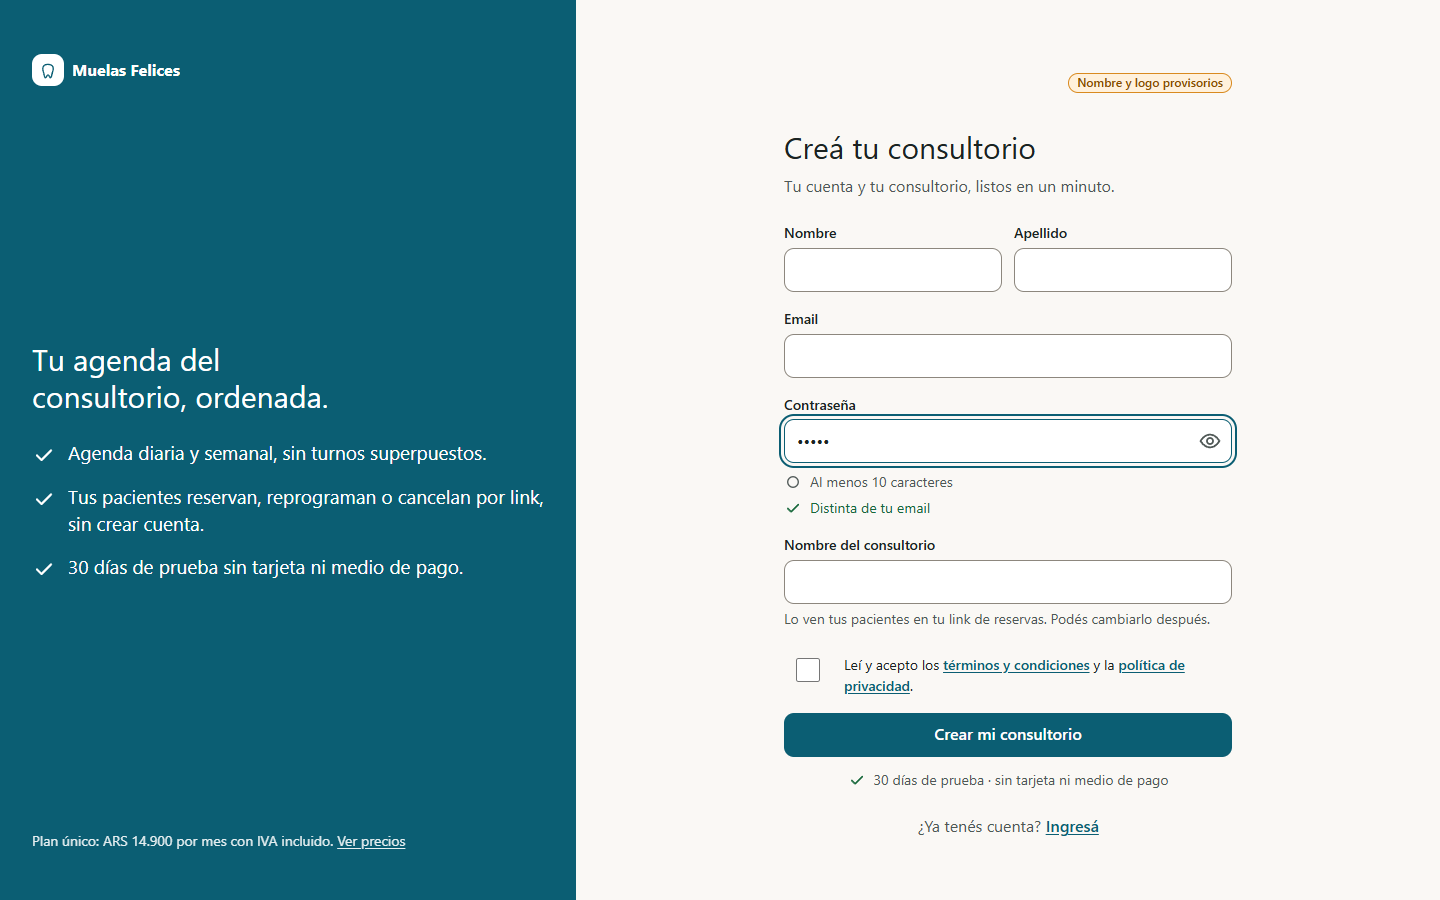 Muelas Felices
Tu agenda del
consultorio, ordenada.
Agenda diaria y semanal, sin turnos superpuestos.
Tus pacientes reservan, reprograman o cancelan por link,
sin crear cuenta.
30 días de prueba sin tarjeta ni medio de pago.
Plan único: ARS 14.900 por mes con IVA incluido. Ver precios
Nombre y logo provisorios
Creá tu consultorio
Tu cuenta y tu consultorio, listos en un minuto.
Nombre Apellido
Email
Contraseña
•••••
Al menos 10 caracteres
Distinta de tu email
Nombre del consultorio
Lo ven tus pacientes en tu link de reservas. Podés cambiarlo después.
Leí y acepto los términos y condiciones y la política de
privacidad.
Crear mi consultorio
30 días de prueba · sin tarjeta ni medio de pago
¿Ya tenés cuenta? Ingresá